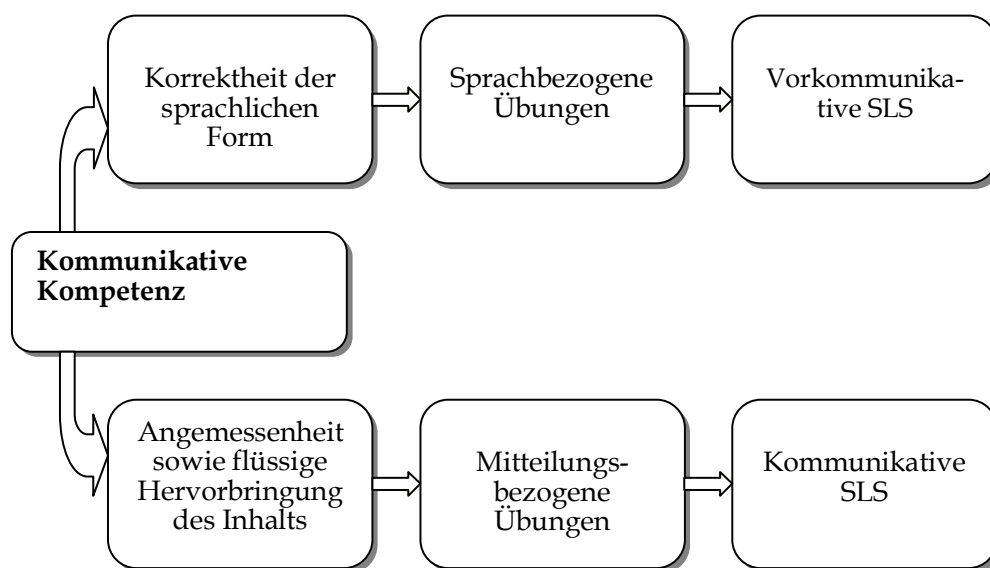 Korrektheit der
sprachlichen
Form
Sprachbezogene
Übungen
Vorkommunika-
tive SLS
Kommunikative
Kompetenz
Angemessenheit
sowie flüssige
Hervorbringung
des Inhalts
Mitteilungs-
bezogene
Übungen
Kommunikative
SLS